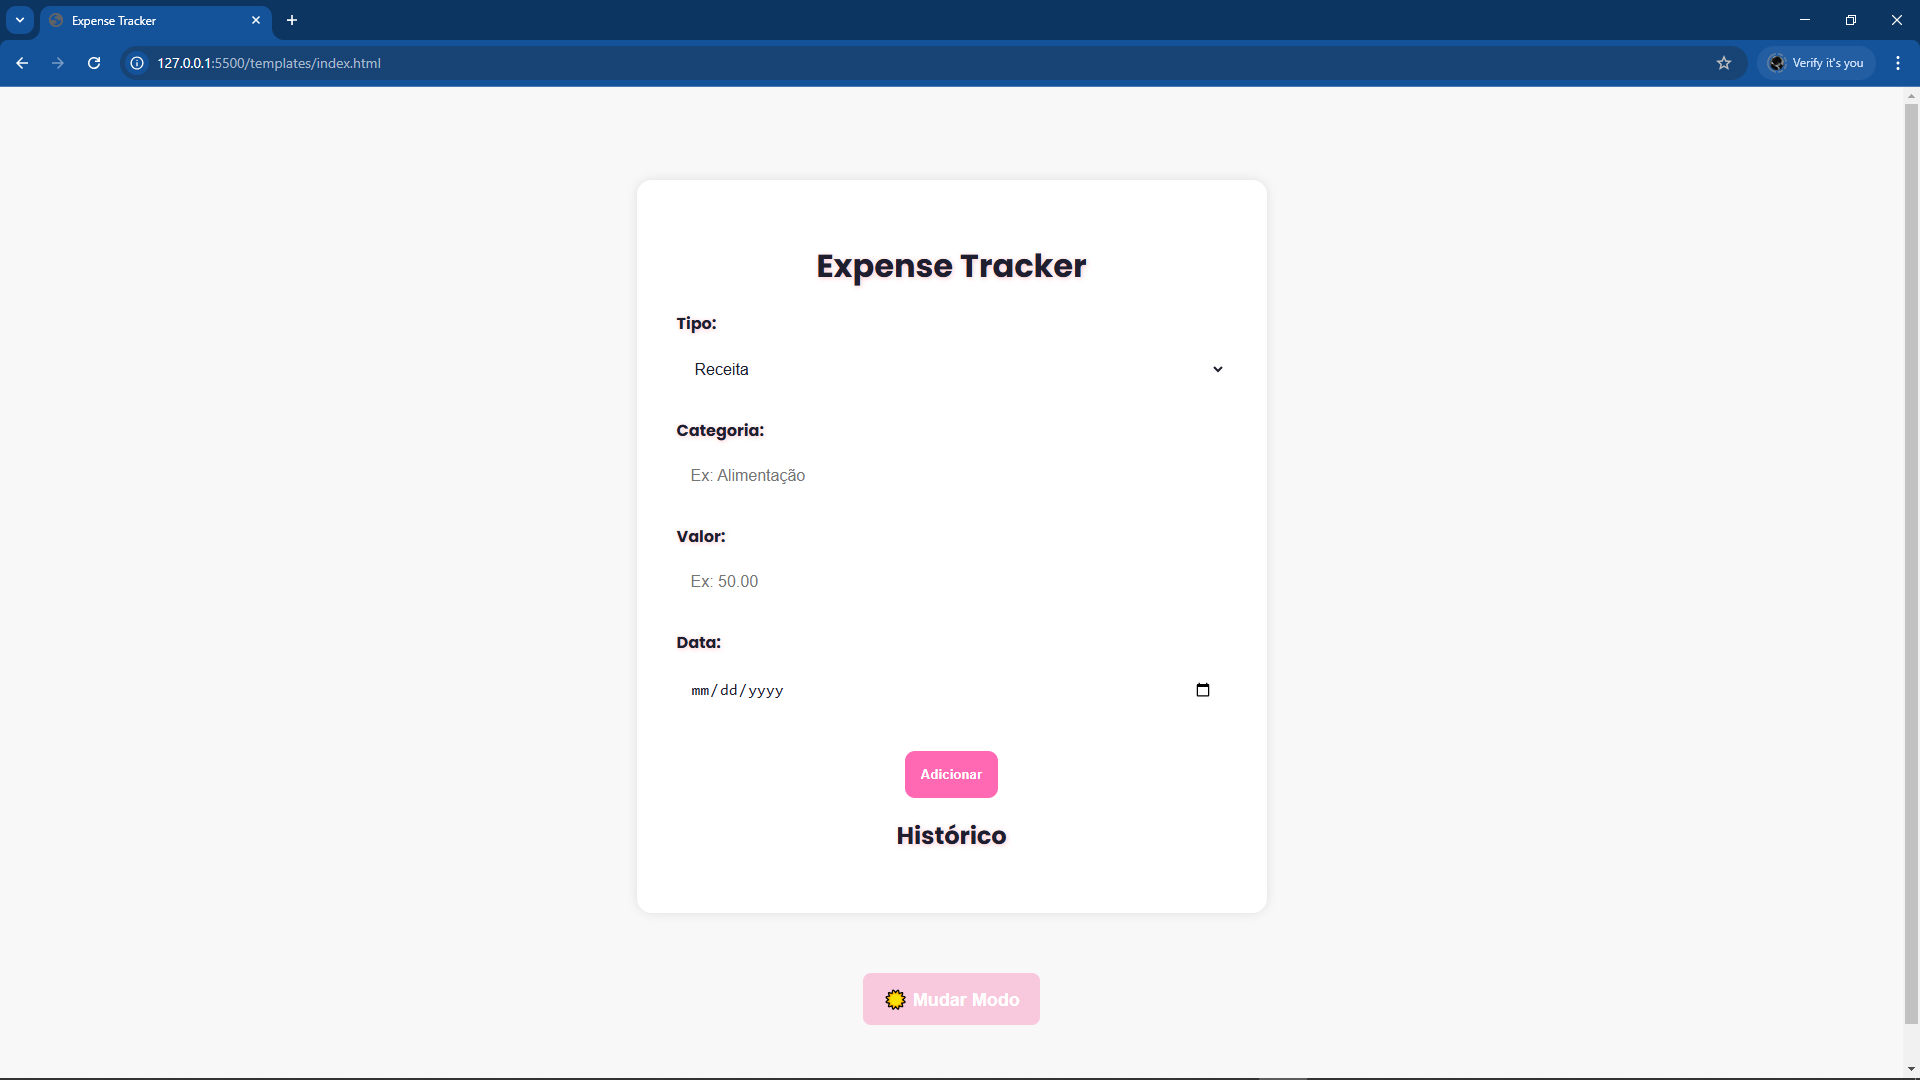 Expense Tracker
127.0.0.1:5500/templates/index.html
Verify it's you
Expense Tracker
Tipo:
Receita
Categoria:
Ex: Alimentação
Valor:
Ex: 50.00
Data:
mm/dd/yyyy
Adicionar
Histórico
Mudar Modo